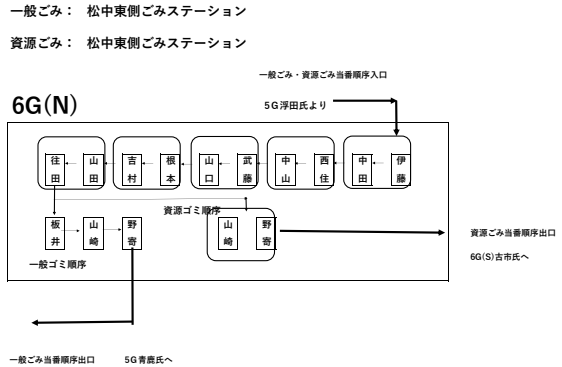 一般ごみ： 松中東側ごみステーション
資源ごみ： 松中東側ごみステーション
一般ごみ・資源ごみ当番順序入口
6G(N)
5G浮田氏より
往田 山田 吉村 根本 山口 武藤 中山 西住 中田 伊藤
資源ゴミ順序
板井 山崎 野寄 山崎 野寄
資源ごみ当番順序出口
6G(S)古市氏へ
一般ゴミ順序
一般ごみ当番順序出口 5G青鹿氏へ